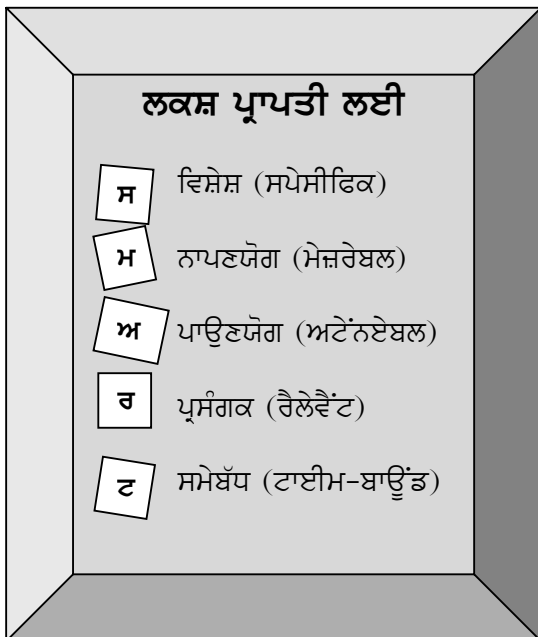 ਲਕਸ਼ ਪ੍ਰਾਪਤੀ ਲਈ
ਸ ਵਿਸ਼ੇਸ਼ (ਸਪੇਸੀਫਿਕ)
ਮ ਨਾਪਣਯੋਗ (ਮੇਜ਼ਰੇਬਲ)
ਅ ਪਾਉਣਯੋਗ (ਅਟੇਂਨਏਬਲ)
ਰ ਪ੍ਰਸੰਗਕ (ਰੈਲੇਵੈਂਟ)
ਟ ਸਮੇਬੱਧ (ਟਾਈਮ-ਬਾਊਂਡ)